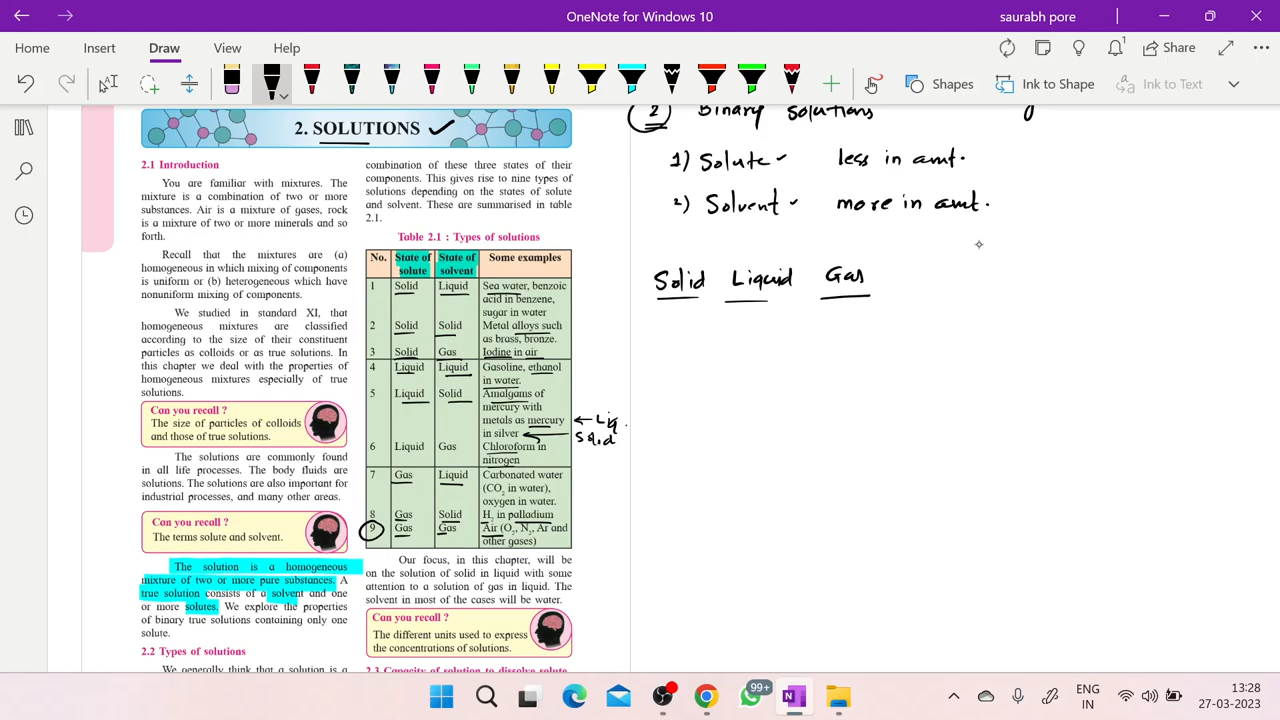 OneNote for Windows 10
saurabh pore
Home Insert Draw View Help
Share
Shapes
Ink to Shape
Ink to Text
2. SOLUTIONS
2.1 Introduction
You are familiar with mixtures. The
mixture is a combination of two or more
substances. Air is a mixture of gases, rock
is a mixture of two or more minerals and so
forth.
Recall that the mixtures are (a)
homogeneous in which mixing of components
is uniform or (b) heterogeneous which have
nonuniform mixing of components.
We studied in standard XI, that
homogeneous mixtures are classified
according to the size of their constituent
particles as colloids or as true solutions. In
this chapter we deal with the properties of
homogeneous mixtures especially of true
solutions.
Can you recall ?
The size of particles of colloids
and those of true solutions.
The solutions are commonly found
in all life processes. The body fluids are
solutions. The solutions are also important for
industrial processes, and many other areas.
Can you recall ?
The terms solute and solvent.
The solution is a homogeneous
mixture of two or more pure substances. A
true solution consists of a solvent and one
or more solutes. We explore the properties
of binary true solutions containing only one
solute.
2.2 Types of solutions
We generally think that a solution is a
combination of these three states of their
components. This gives rise to nine types of
solutions depending on the states of solute
and solvent. These are summarised in table
2.1.
Table 2.1 : Types of solutions
No. State of solute State of solvent Some examples
1 Solid Liquid Sea water, benzoic
acid in benzene,
sugar in water
2 Solid Solid Metal alloys such
as brass, bronze.
3 Solid Gas Iodine in air
4 Liquid Liquid Gasoline, ethanol
in water.
5 Liquid Solid Amalgams of
mercury with
metals as mercury
in silver
← Liq.
Solid
6 Liquid Gas Chloroform in
nitrogen
7 Gas Liquid Carbonated water
(CO2 in water),
oxygen in water.
8 Gas Solid H2 in palladium
9 Gas Gas Air (O2, N2, Ar and
other gases)
Our focus, in this chapter, will be
on the solution of solid in liquid with some
attention to a solution of gas in liquid. The
solvent in most of the cases will be water.
Can you recall ?
The different units used to express
the concentrations of solutions.
2.3 Capacity of solution to dissolve solute
2 Binary Solutions
1) Solute less in amt.
2) Solvent more in amt.
Solid Liquid Gas
99+
ENG
IN
13:28
27-03-2023